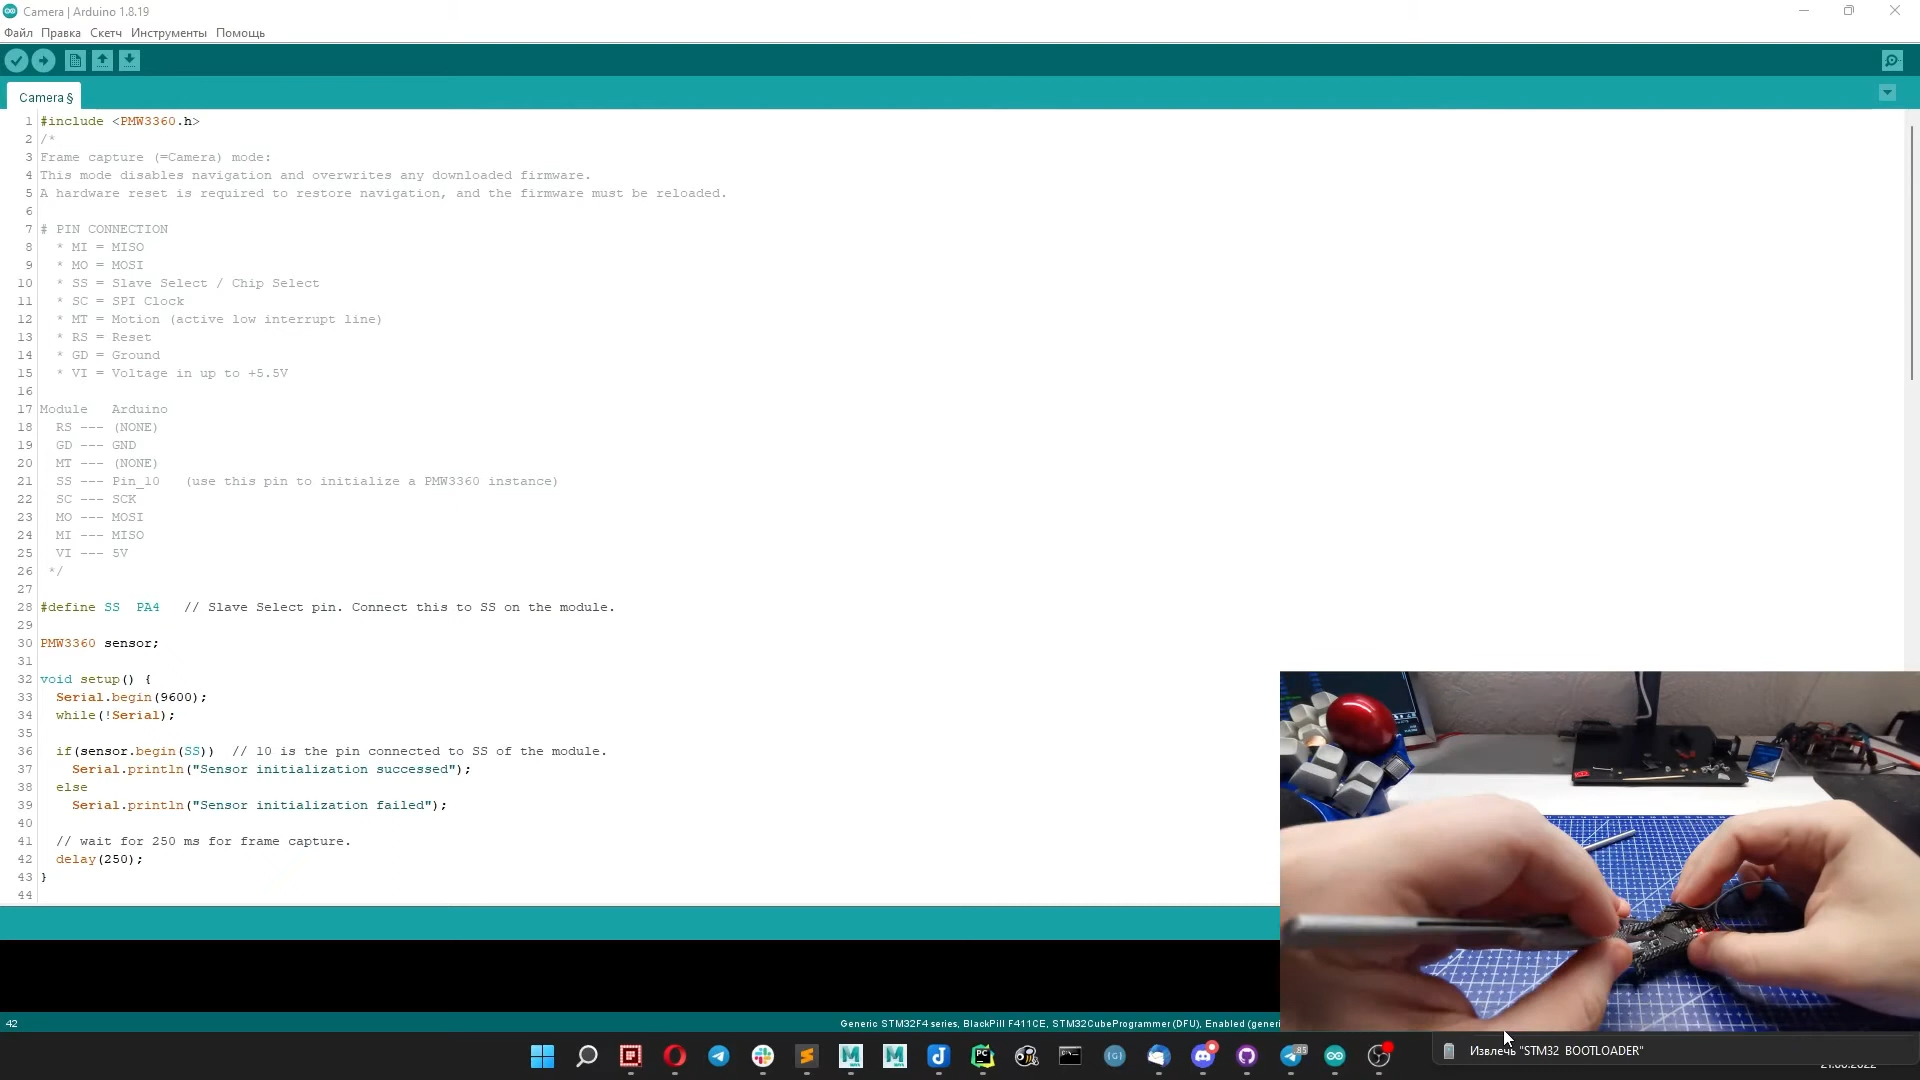 Camera | Arduino 1.8.19
Файл Правка Скетч Инструменты Помощь
Camera §
1 #include <PMW3360.h>
2 /*
3 Frame capture (=Camera) mode:
4 This mode disables navigation and overwrites any downloaded firmware.
5 A hardware reset is required to restore navigation, and the firmware must be reloaded.
6
7 # PIN CONNECTION
8 * MI = MISO
9 * MO = MOSI
10 * SS = Slave Select / Chip Select
11 * SC = SPI Clock
12 * MT = Motion (active low interrupt line)
13 * RS = Reset
14 * GD = Ground
15 * VI = Voltage in up to +5.5V
16
17 Module Arduino
18 RS --- (NONE)
19 GD --- GND
20 MT --- (NONE)
21 SS --- Pin_10 (use this pin to initialize a PMW3360 instance)
22 SC --- SCK
23 MO --- MOSI
24 MI --- MISO
25 VI --- 5V
26 */
27
28 #define SS PA4 // Slave Select pin. Connect this to SS on the module.
29
30 PMW3360 sensor;
31
32 void setup() {
33 Serial.begin(9600);
34 while(!Serial);
35
36 if(sensor.begin(SS)) // 10 is the pin connected to SS of the module.
37 Serial.println("Sensor initialization successed");
38 else
39 Serial.println("Sensor initialization failed");
40
41 // wait for 250 ms for frame capture.
42 delay(250);
43 }
44
42
Generic STM32F4 series, BlackPill F411CE, STM32CubeProgrammer (DFU), Enabled (generi
Извлечь "STM32 BOOTLOADER"